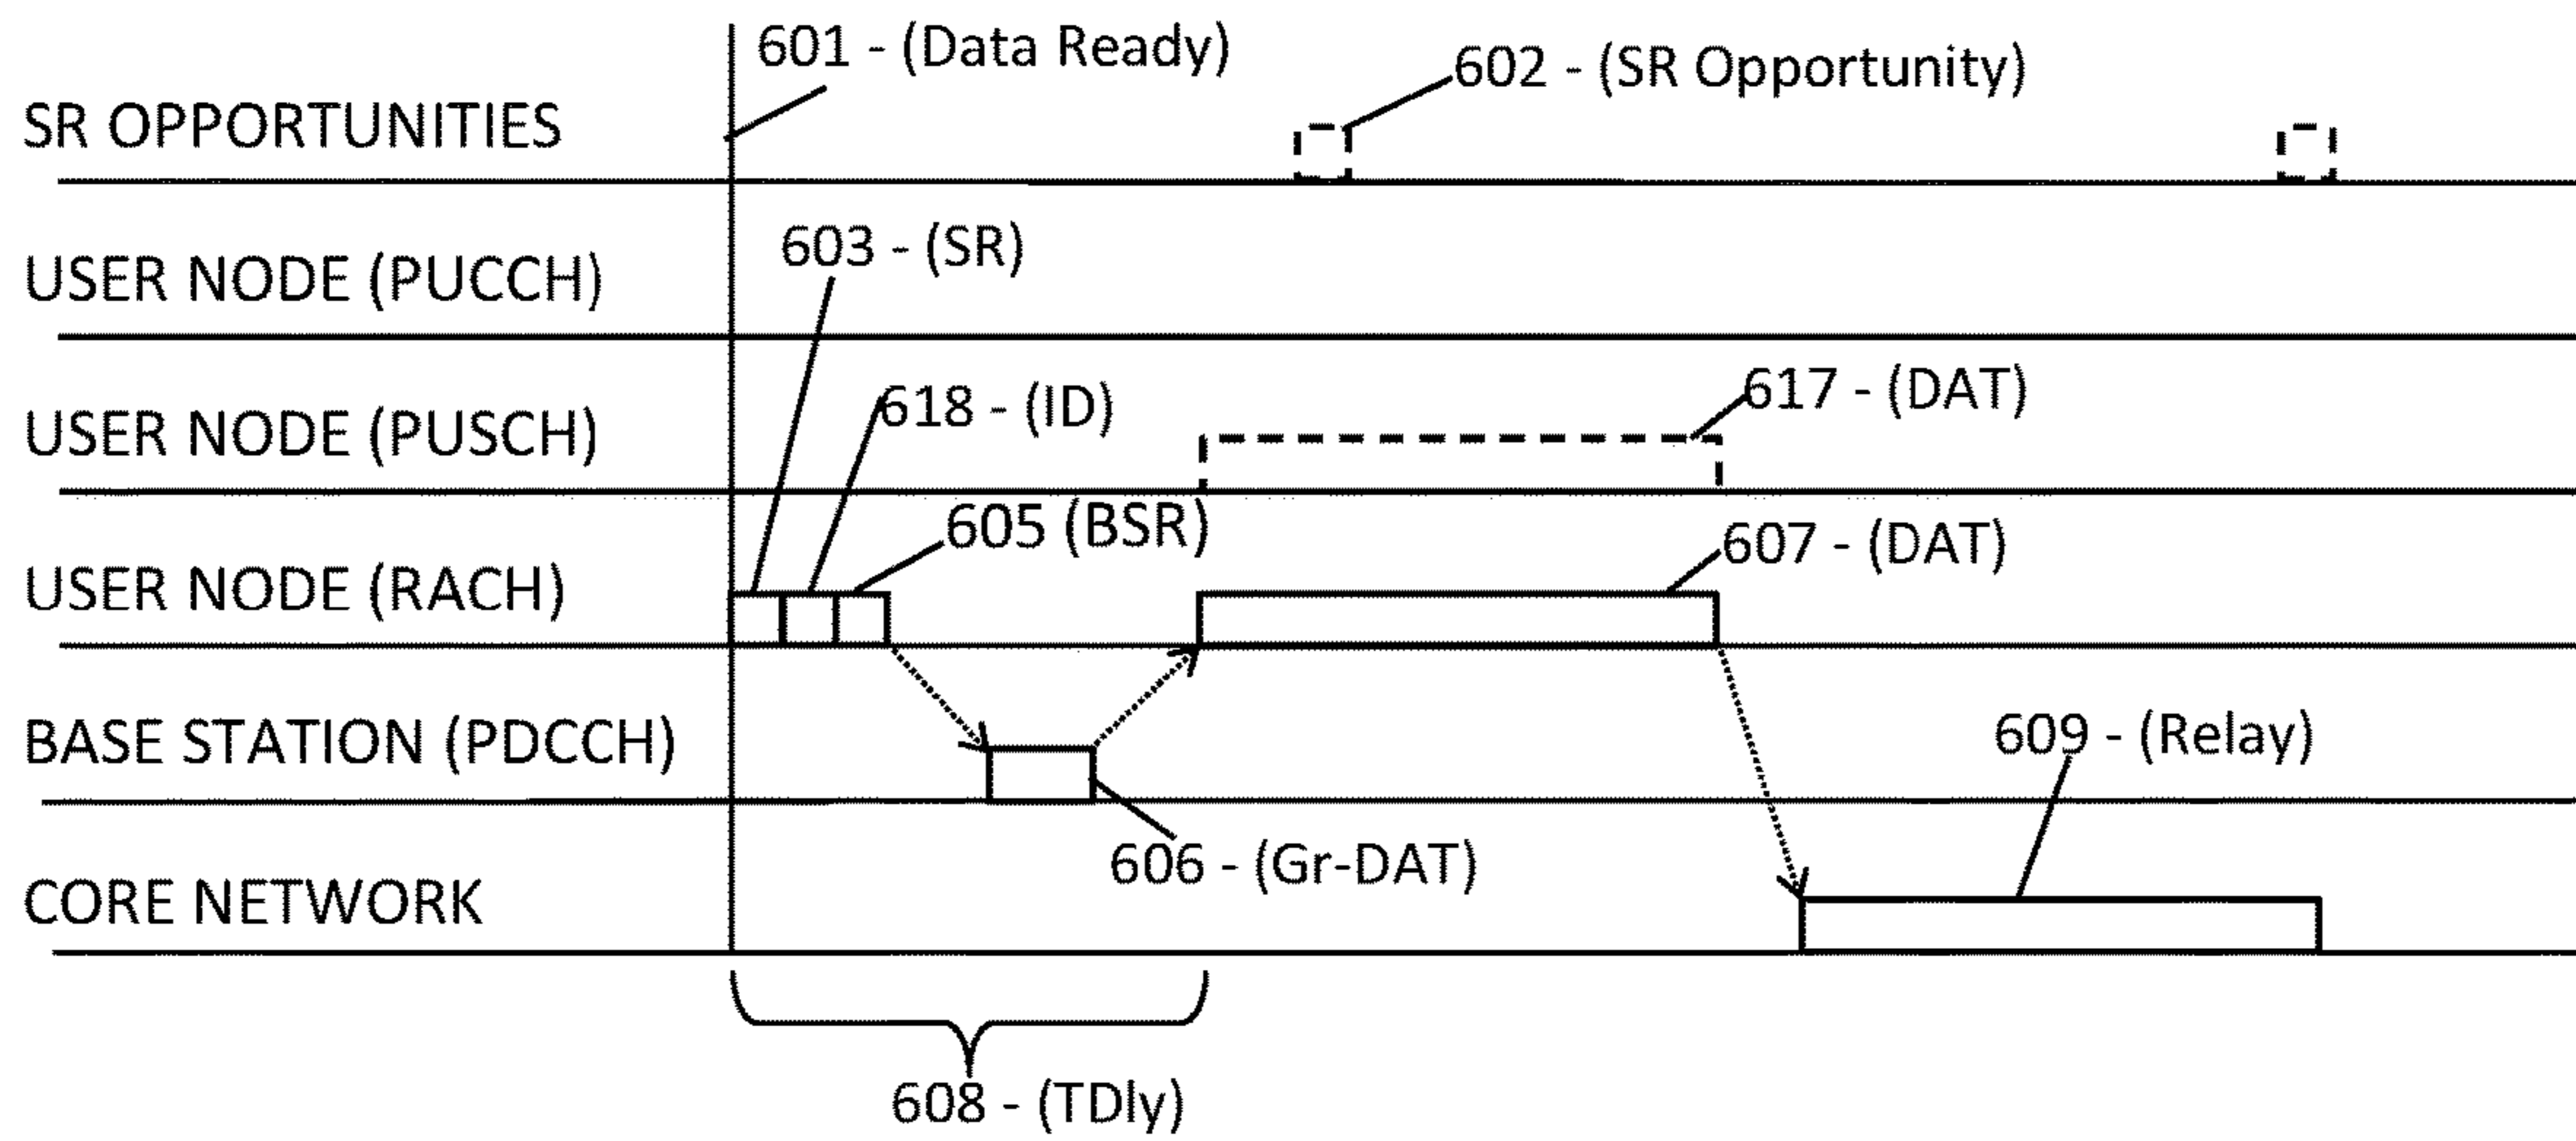 601 - (Data Ready)
602 - (SR Opportunity)
SR OPPORTUNITIES
603 - (SR)
USER NODE (PUCCH)
618 - (ID)
617 - (DAT)
USER NODE (PUSCH)
605 (BSR)
607 - (DAT)
USER NODE (RACH)
BASE STATION (PDCCH)
609 - (Relay)
606 - (Gr-DAT)
CORE NETWORK
608 - (TDly)